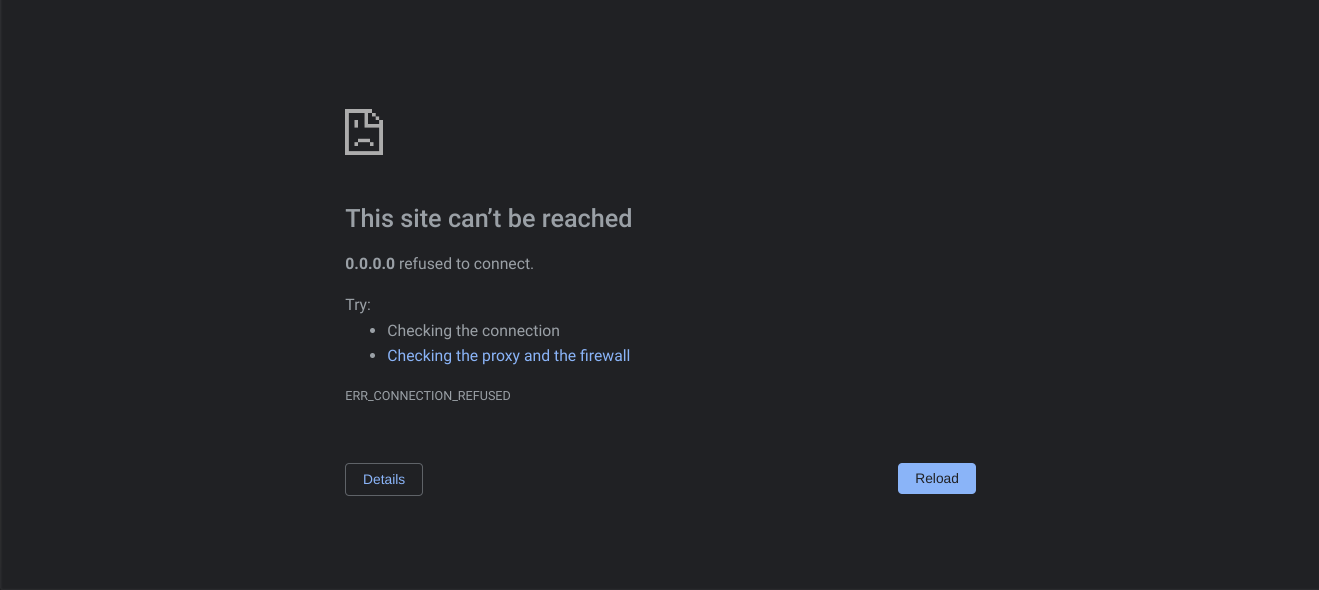 This site can’t be reached
0.0.0.0 refused to connect.
Try:
• Checking the connection
• Checking the proxy and the firewall
ERR_CONNECTION_REFUSED
Details
Reload